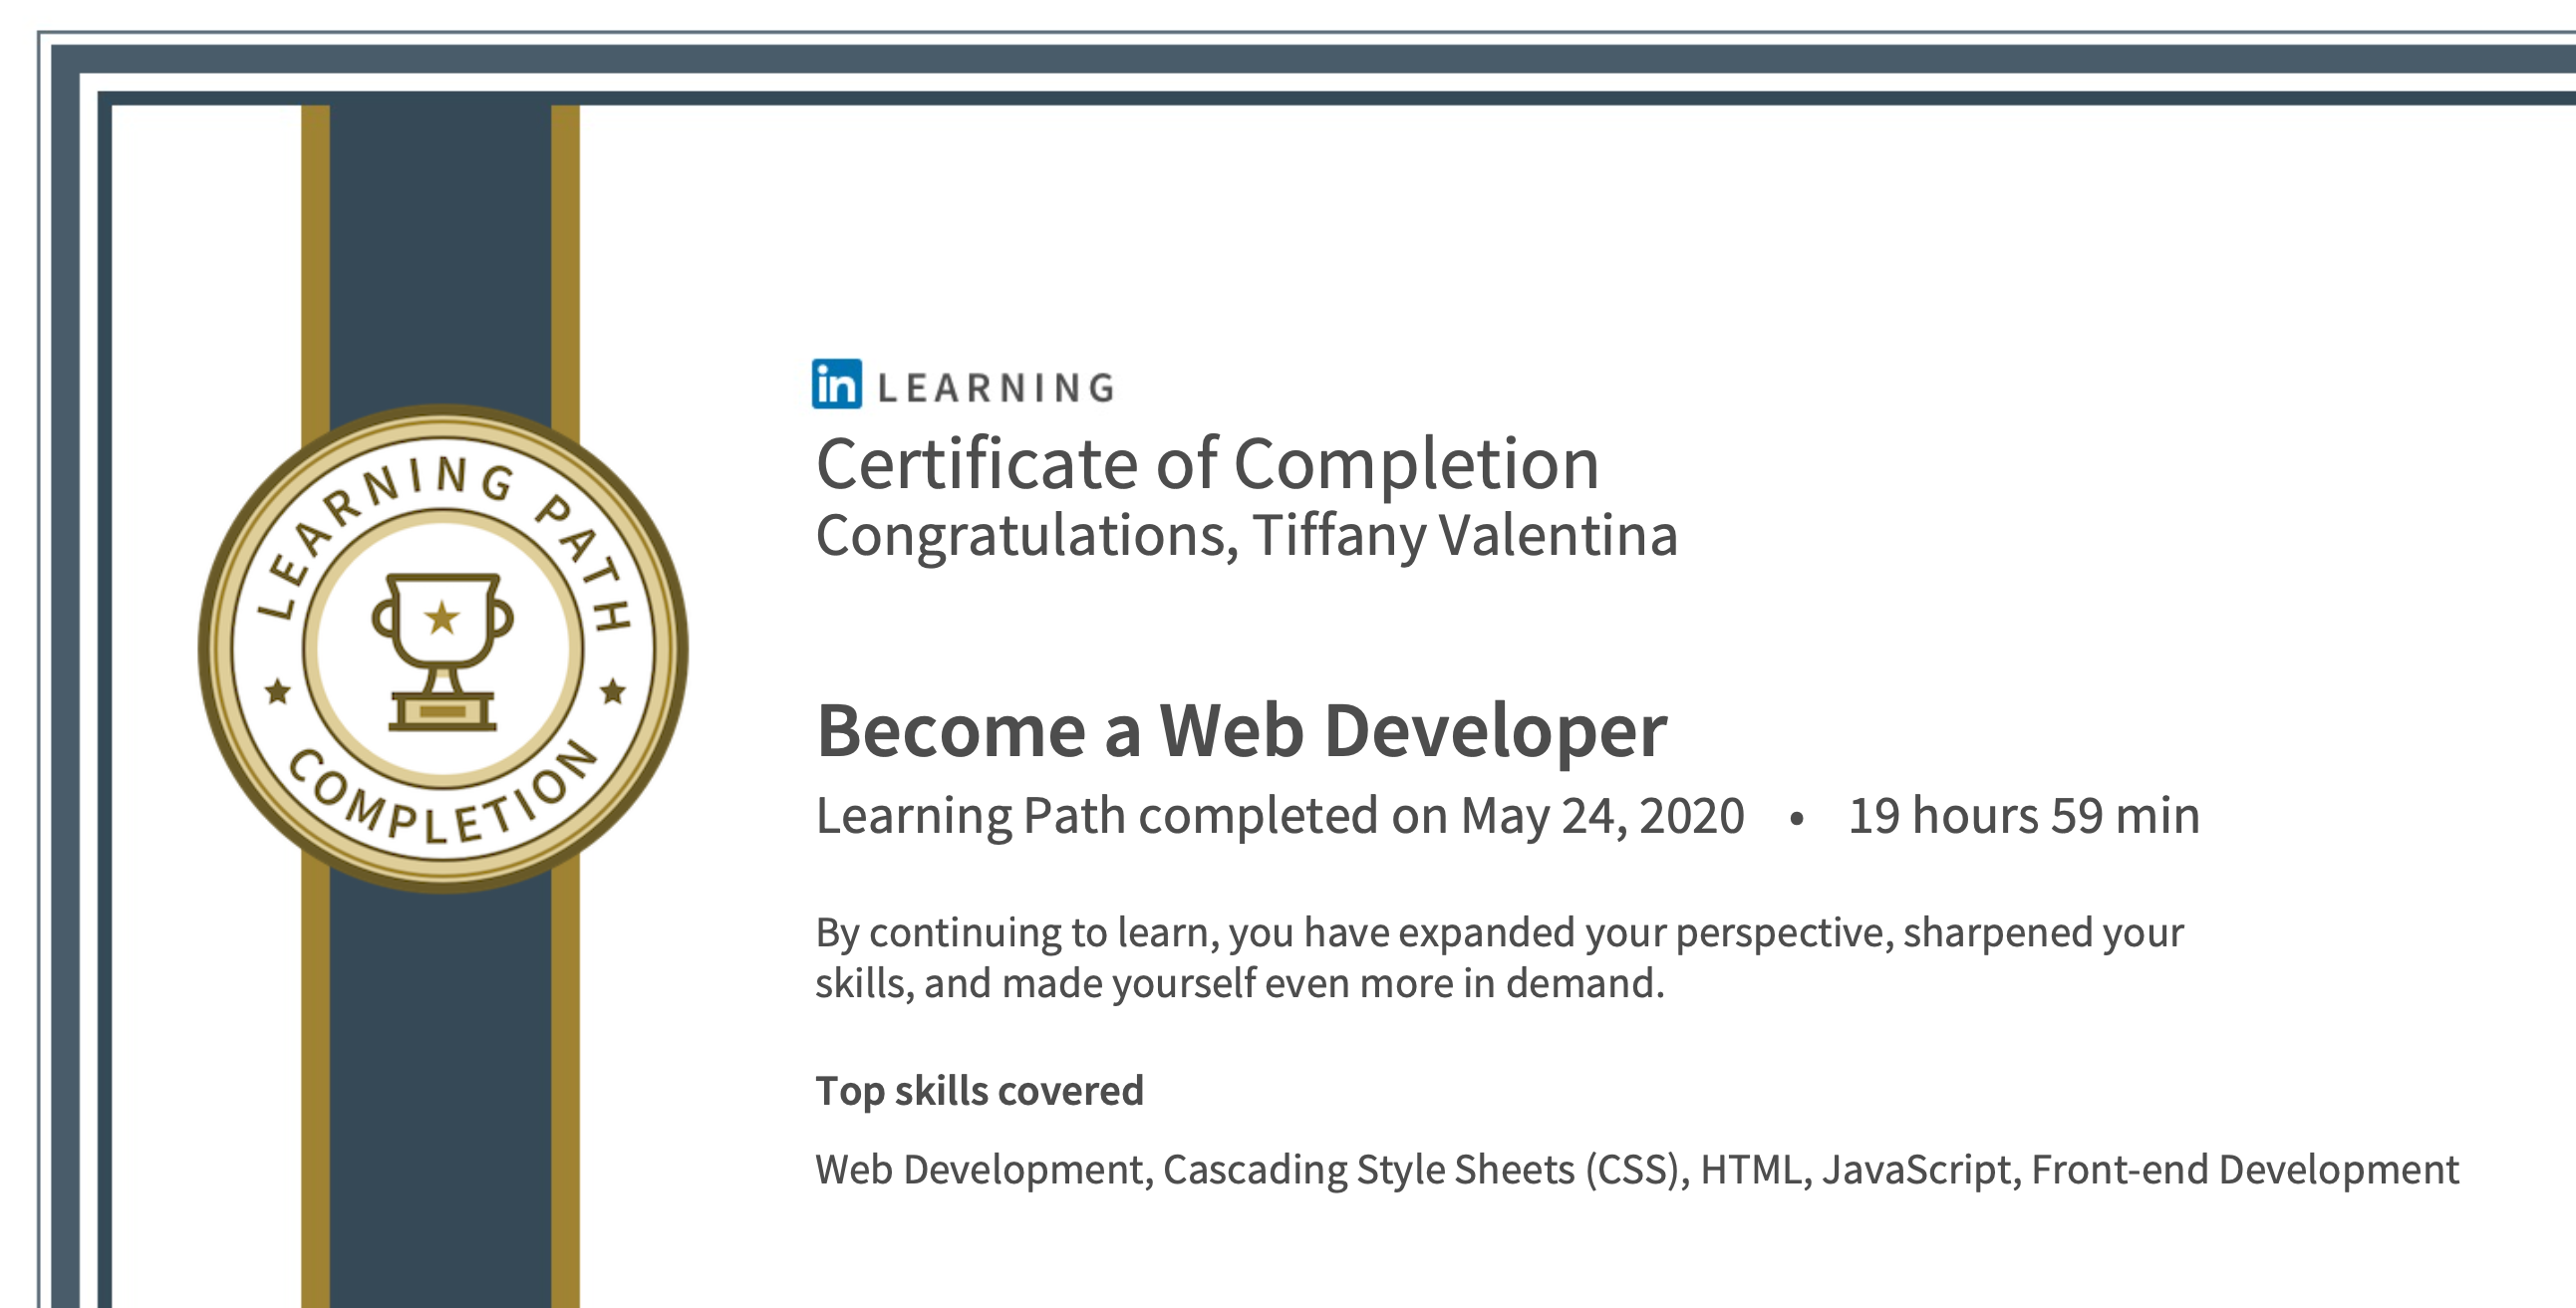 LEARNING PATH
COMPLETION
in LEARNING
Certificate of Completion
Congratulations, Tiffany Valentina
Become a Web Developer
Learning Path completed on May 24, 2020 • 19 hours 59 min
By continuing to learn, you have expanded your perspective, sharpened your
skills, and made yourself even more in demand.
Top skills covered
Web Development, Cascading Style Sheets (CSS), HTML, JavaScript, Front-end Development